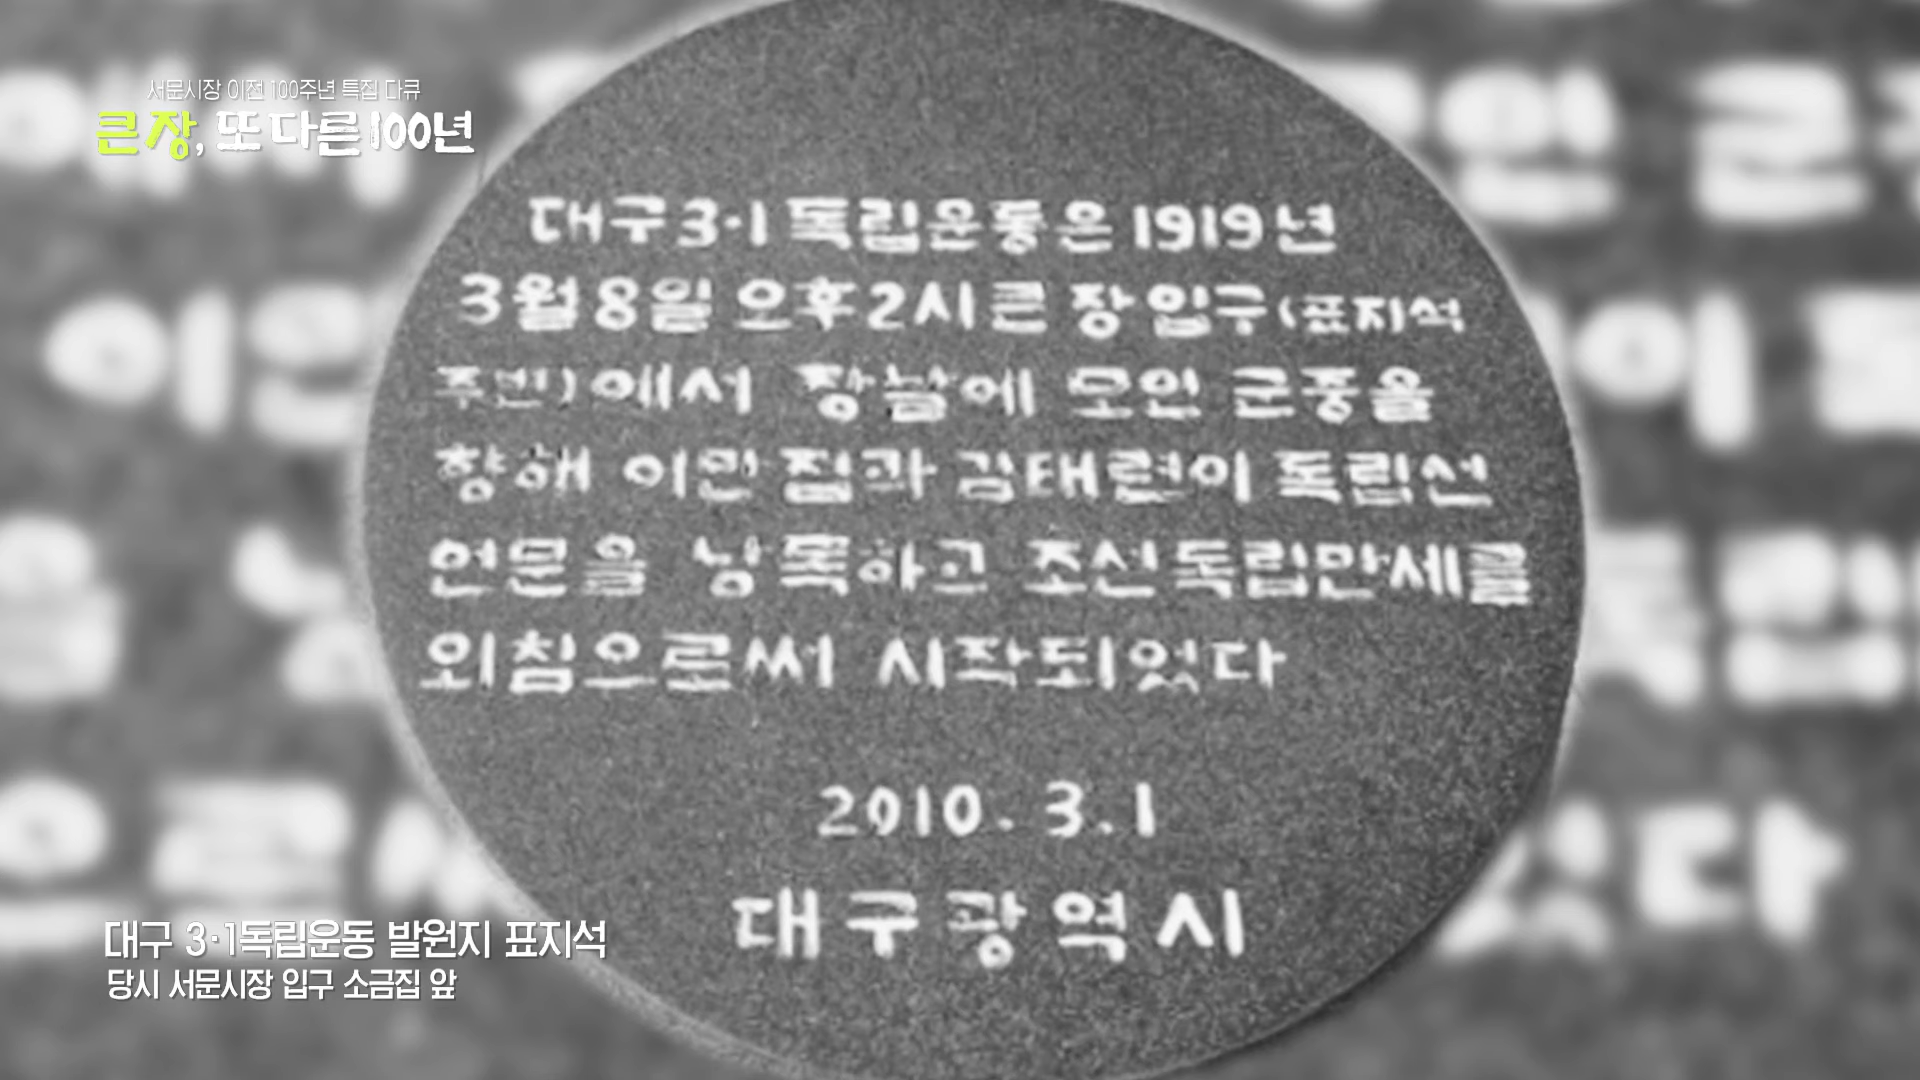 서문시장 이전 100주년 특집 다큐
큰 장, 또 다른 100년
대구 3·1 독립운동은 1919년
3월 8일 오후 2시 큰 장 입구(표지석
주변)에서 장날에 모인 군중을
향해 이만집과 김태련이 독립선
언문을 낭독하고 조선독립만세를
외침으로써 시작되었다
2010. 3. 1
대구광역시
대구 3·1독립운동 발원지 표지석
당시 서문시장 입구 소금집 앞